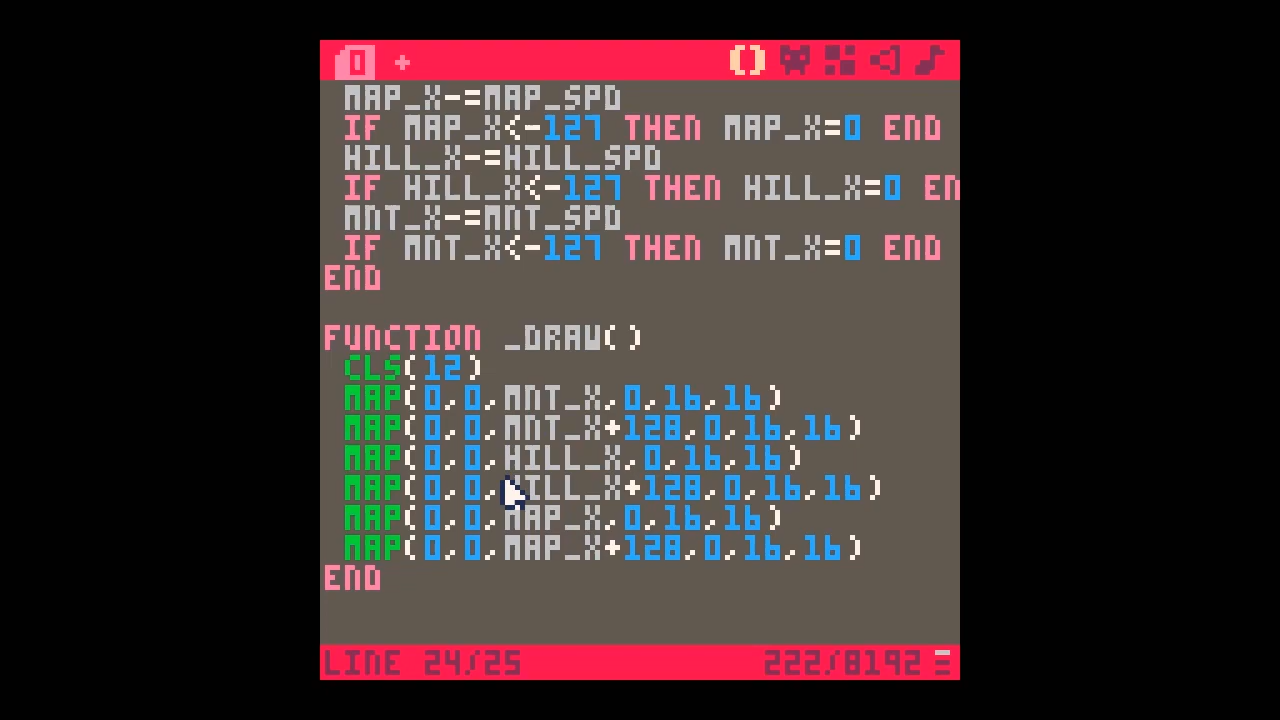 0 +
MAP_X-=MAP_SPD
IF MAP_X<-127 THEN MAP_X=0 END
HILL_X-=HILL_SPD
IF HILL_X<-127 THEN HILL_X=0 EN
MNT_X-=MNT_SPD
IF MNT_X<-127 THEN MNT_X=0 END
END
FUNCTION _DRAW()
CLS(12)
MAP(0,0,MNT_X,0,16,16)
MAP(0,0,MNT_X+128,0,16,16)
MAP(0,0,HILL_X,0,16,16)
MAP(0,0,HILL_X+128,0,16,16)
MAP(0,0,MAP_X,0,16,16)
MAP(0,0,MAP_X+128,0,16,16)
END
LINE 24/25 222/8192